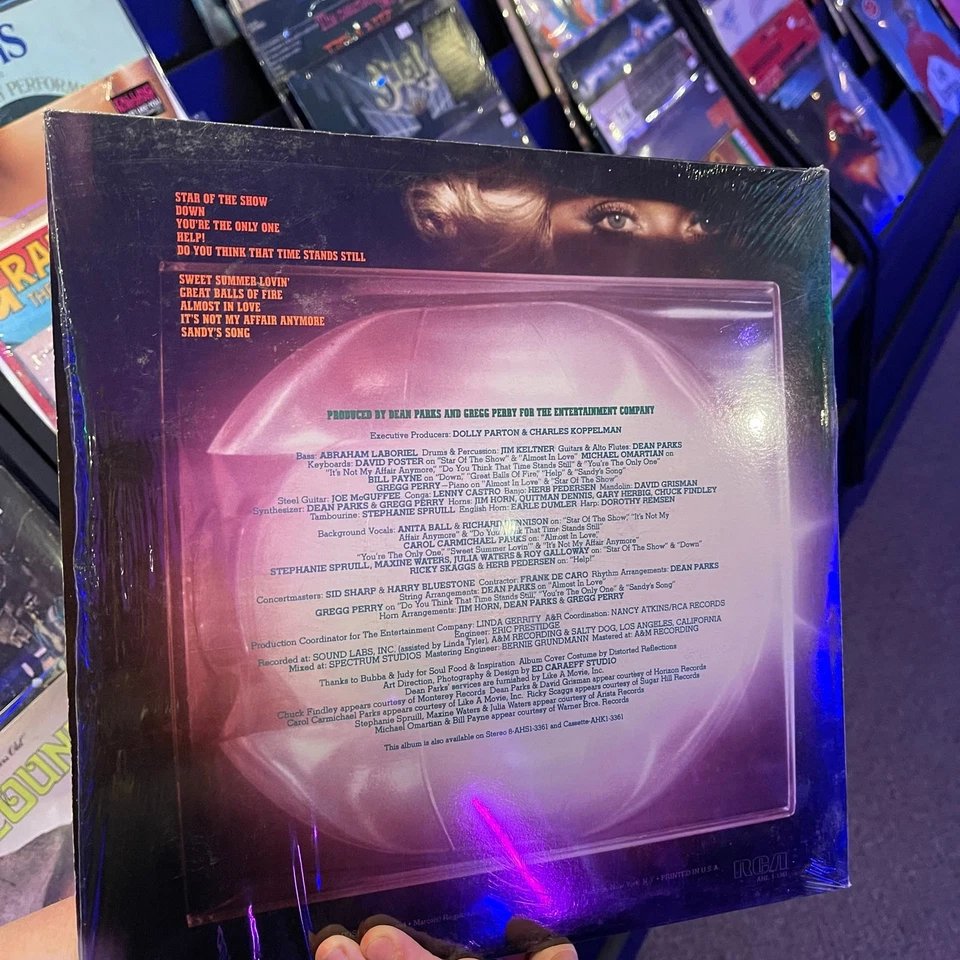 STAR OF THE SHOW
DOWN
YOU'RE THE ONLY ONE
HELP!
DO YOU THINK THAT TIME STANDS STILL
SWEET SUMMER LOVIN'
GREAT BALLS OF FIRE
ALMOST IN LOVE
IT'S NOT MY AFFAIR ANYMORE
SANDY'S SONG
PRODUCED BY DEAN PARKS AND GREGG PERRY FOR THE ENTERTAINMENT COMPANY
Executive Producers: DOLLY PARTON & CHARLES KOPPELMAN
Bass: ABRAHAM LABORIEL Drums & Percussion: JIM KELTNER Guitars & Alto Flutes: DEAN PARKS
Keyboards: DAVID FOSTER on "Star Of The Show" & "Almost In Love" MICHAEL OMARTIAN on
"It's Not My Affair Anymore," "Do You Think That Time Stands Still" & "You're The Only One"
BILL PAYNE on "Down," "Great Balls Of Fire," "Help" & "Sandy's Song"
GREGG PERRY—Piano on "Almost In Love" & "Star Of The Show"
Steel Guitar: JOE McGUFFEE Conga: LENNY CASTRO Banjo: HERB PEDERSEN Mandolin: DAVID GRISMAN
Synthesizer: DEAN PARKS & GREGG PERRY Horns: JIM HORN, QUITMAN DENNIS, GARY HERBIG, CHUCK FINDLEY
Tambourine: STEPHANIE SPRUILL English Horn: EARLE DUMLER Harp: DOROTHY REMSEN
Background Vocals: ANITA BALL & RICHARD DENNISON on: "Star Of The Show," "It's Not My
Affair Anymore" & "Do You Think That Time Stands Still"
CAROL CARMICHAEL PARKS on: "Almost In Love,"
"You're The Only One," "Sweet Summer Lovin'" & "It's Not My Affair Anymore"
STEPHANIE SPRUILL, MAXINE WATERS, JULIA WATERS & ROY GALLOWAY on: "Star Of The Show" & "Down"
RICKY SKAGGS & HERB PEDERSEN on: "Help!"
Concertmasters: SID SHARP & HARRY BLUESTONE Contractor: FRANK DE CARO Rhythm Arrangements: DEAN PARKS
String Arrangements: DEAN PARKS on "Almost In Love"
GREGG PERRY on "Do You Think That Time Stands Still," "You're The Only One" & "Sandy's Song"
Horn Arrangements: JIM HORN, DEAN PARKS & GREGG PERRY
Production Coordinator for The Entertainment Company: LINDA GERRITY A&R Coordination: NANCY ATKINS/RCA RECORDS
Engineer: ERIC PRESTIDGE
Recorded at: SOUND LABS, INC. (assisted by Linda Tyler), A&M RECORDING & SALTY DOG, LOS ANGELES, CALIFORNIA
Mixed at: SPECTRUM STUDIOS Mastering Engineer: BERNIE GRUNDMANN Mastered at: A&M RECORDING
Thanks to Bubba & Judy for Soul Food & Inspiration Album Cover Costume by Distorted Reflections
Art Direction, Photography & Design by ED CARAEFF STUDIO
Dean Parks' services are furnished by Like A Movie, Inc.
Chuck Findley appears courtesy of Monterey Records Dean Parks & David Grisman appear courtesy of Horizon Records
Carol Carmichael Parks appears courtesy of Like A Movie, Inc. Ricky Scaggs appears courtesy of Sugar Hill Records
Stephanie Spruill, Maxine Waters & Julia Waters appear courtesy of Arista Records
Michael Omartian & Bill Payne appear courtesy of Warner Bros. Records
This album is also available on Stereo 8-AHS1-3361 and Cassette-AHK1-3361
New York, N.Y. • PRINTED IN U.S.A.
RCA